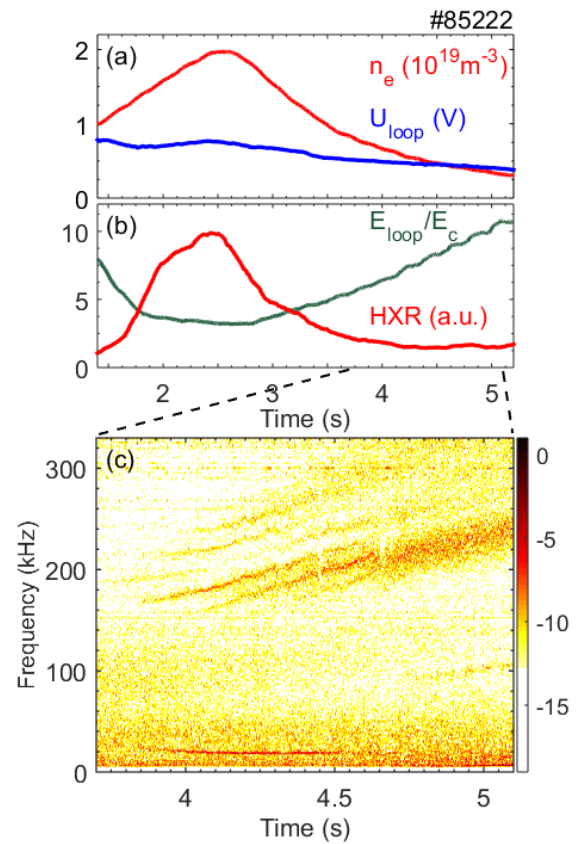 #85222
(a)
n_e (10^19 m^-3)
U_loop (V)
2
1
0
(b)
E_loop/E_c
HXR (a.u.)
10
5
0
2 3 4 5
Time (s)
(c)
Frequency (kHz)
300
200
100
0
0
-5
-10
-15
4 4.5 5
Time (s)